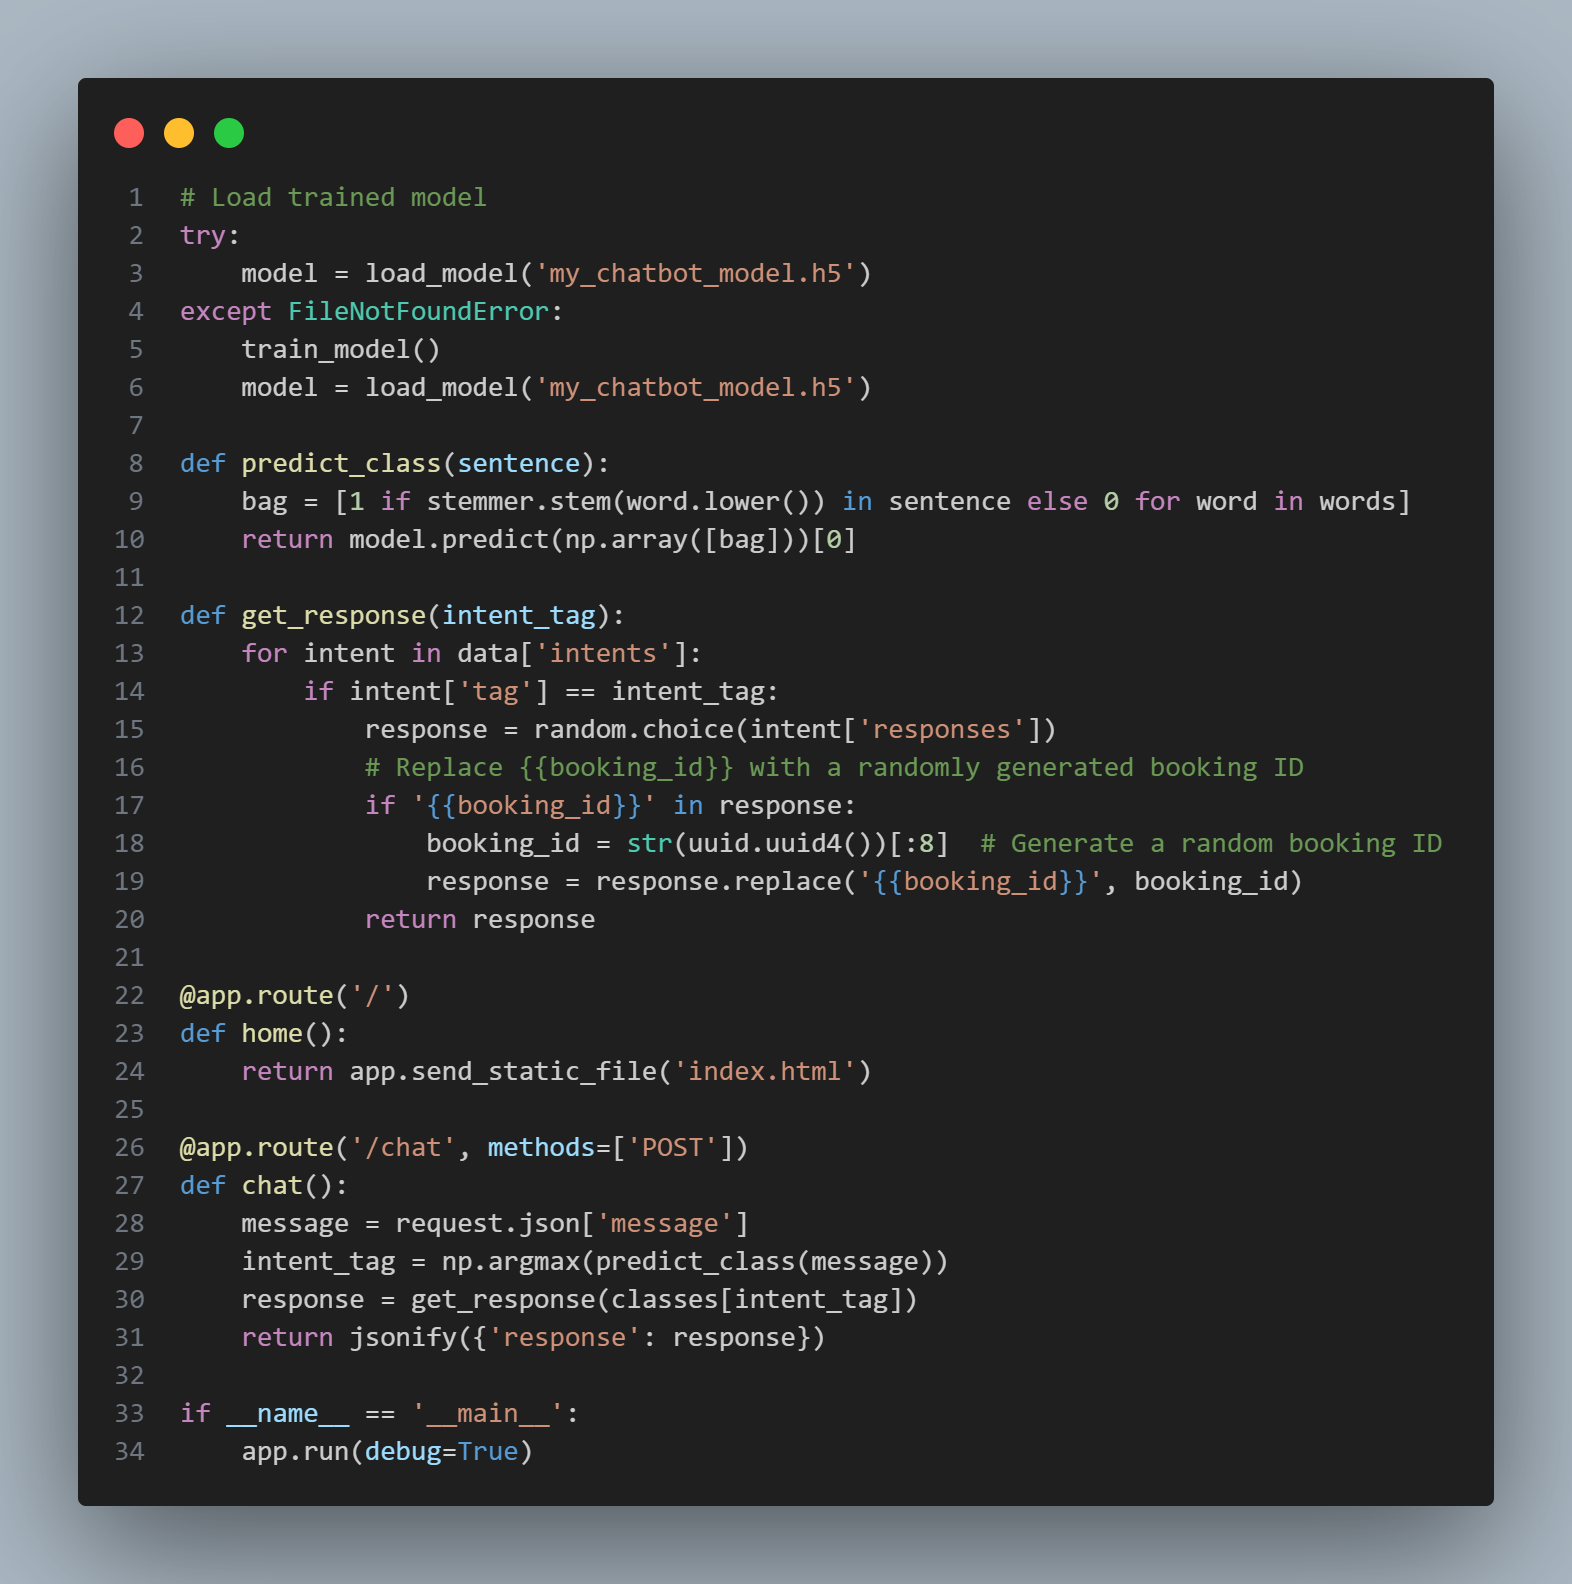 1 # Load trained model
2 try:
3     model = load_model('my_chatbot_model.h5')
4 except FileNotFoundError:
5     train_model()
6     model = load_model('my_chatbot_model.h5')
7
8 def predict_class(sentence):
9     bag = [1 if stemmer.stem(word.lower()) in sentence else 0 for word in words]
10     return model.predict(np.array([bag]))[0]
11
12 def get_response(intent_tag):
13     for intent in data['intents']:
14         if intent['tag'] == intent_tag:
15             response = random.choice(intent['responses'])
16             # Replace {{booking_id}} with a randomly generated booking ID
17             if '{{booking_id}}' in response:
18                 booking_id = str(uuid.uuid4())[:8]  # Generate a random booking ID
19                 response = response.replace('{{booking_id}}', booking_id)
20             return response
21
22 @app.route('/')
23 def home():
24     return app.send_static_file('index.html')
25
26 @app.route('/chat', methods=['POST'])
27 def chat():
28     message = request.json['message']
29     intent_tag = np.argmax(predict_class(message))
30     response = get_response(classes[intent_tag])
31     return jsonify({'response': response})
32
33 if __name__ == '__main__':
34     app.run(debug=True)